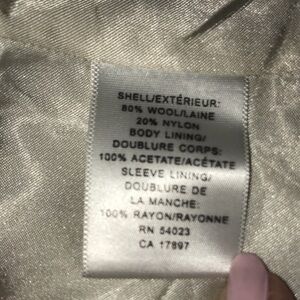 SHELL/EXTÉRIEUR:
80% WOOL/LAINE
20% NYLON
BODY LINING/
DOUBLURE CORPS:
100% ACETATE/ACÉTATE
SLEEVE LINING/
DOUBLURE DE
LA MANCHE:
100% RAYON/RAYONNE
RN 54023
CA 17897